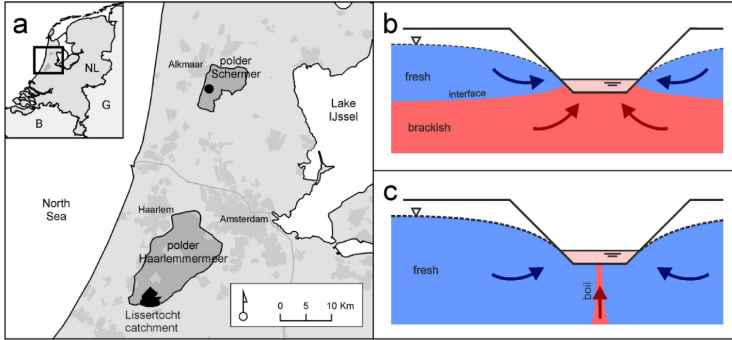 a
NL
G
B
polder
Schermer
Alkmaar
Lake
IJssel
North
Sea
Haarlem
Amsterdam
polder
Haarlemmermeer
Lissertocht
catchment
0 5 10 Km
b
fresh
interface
brackish
c
fresh
boil